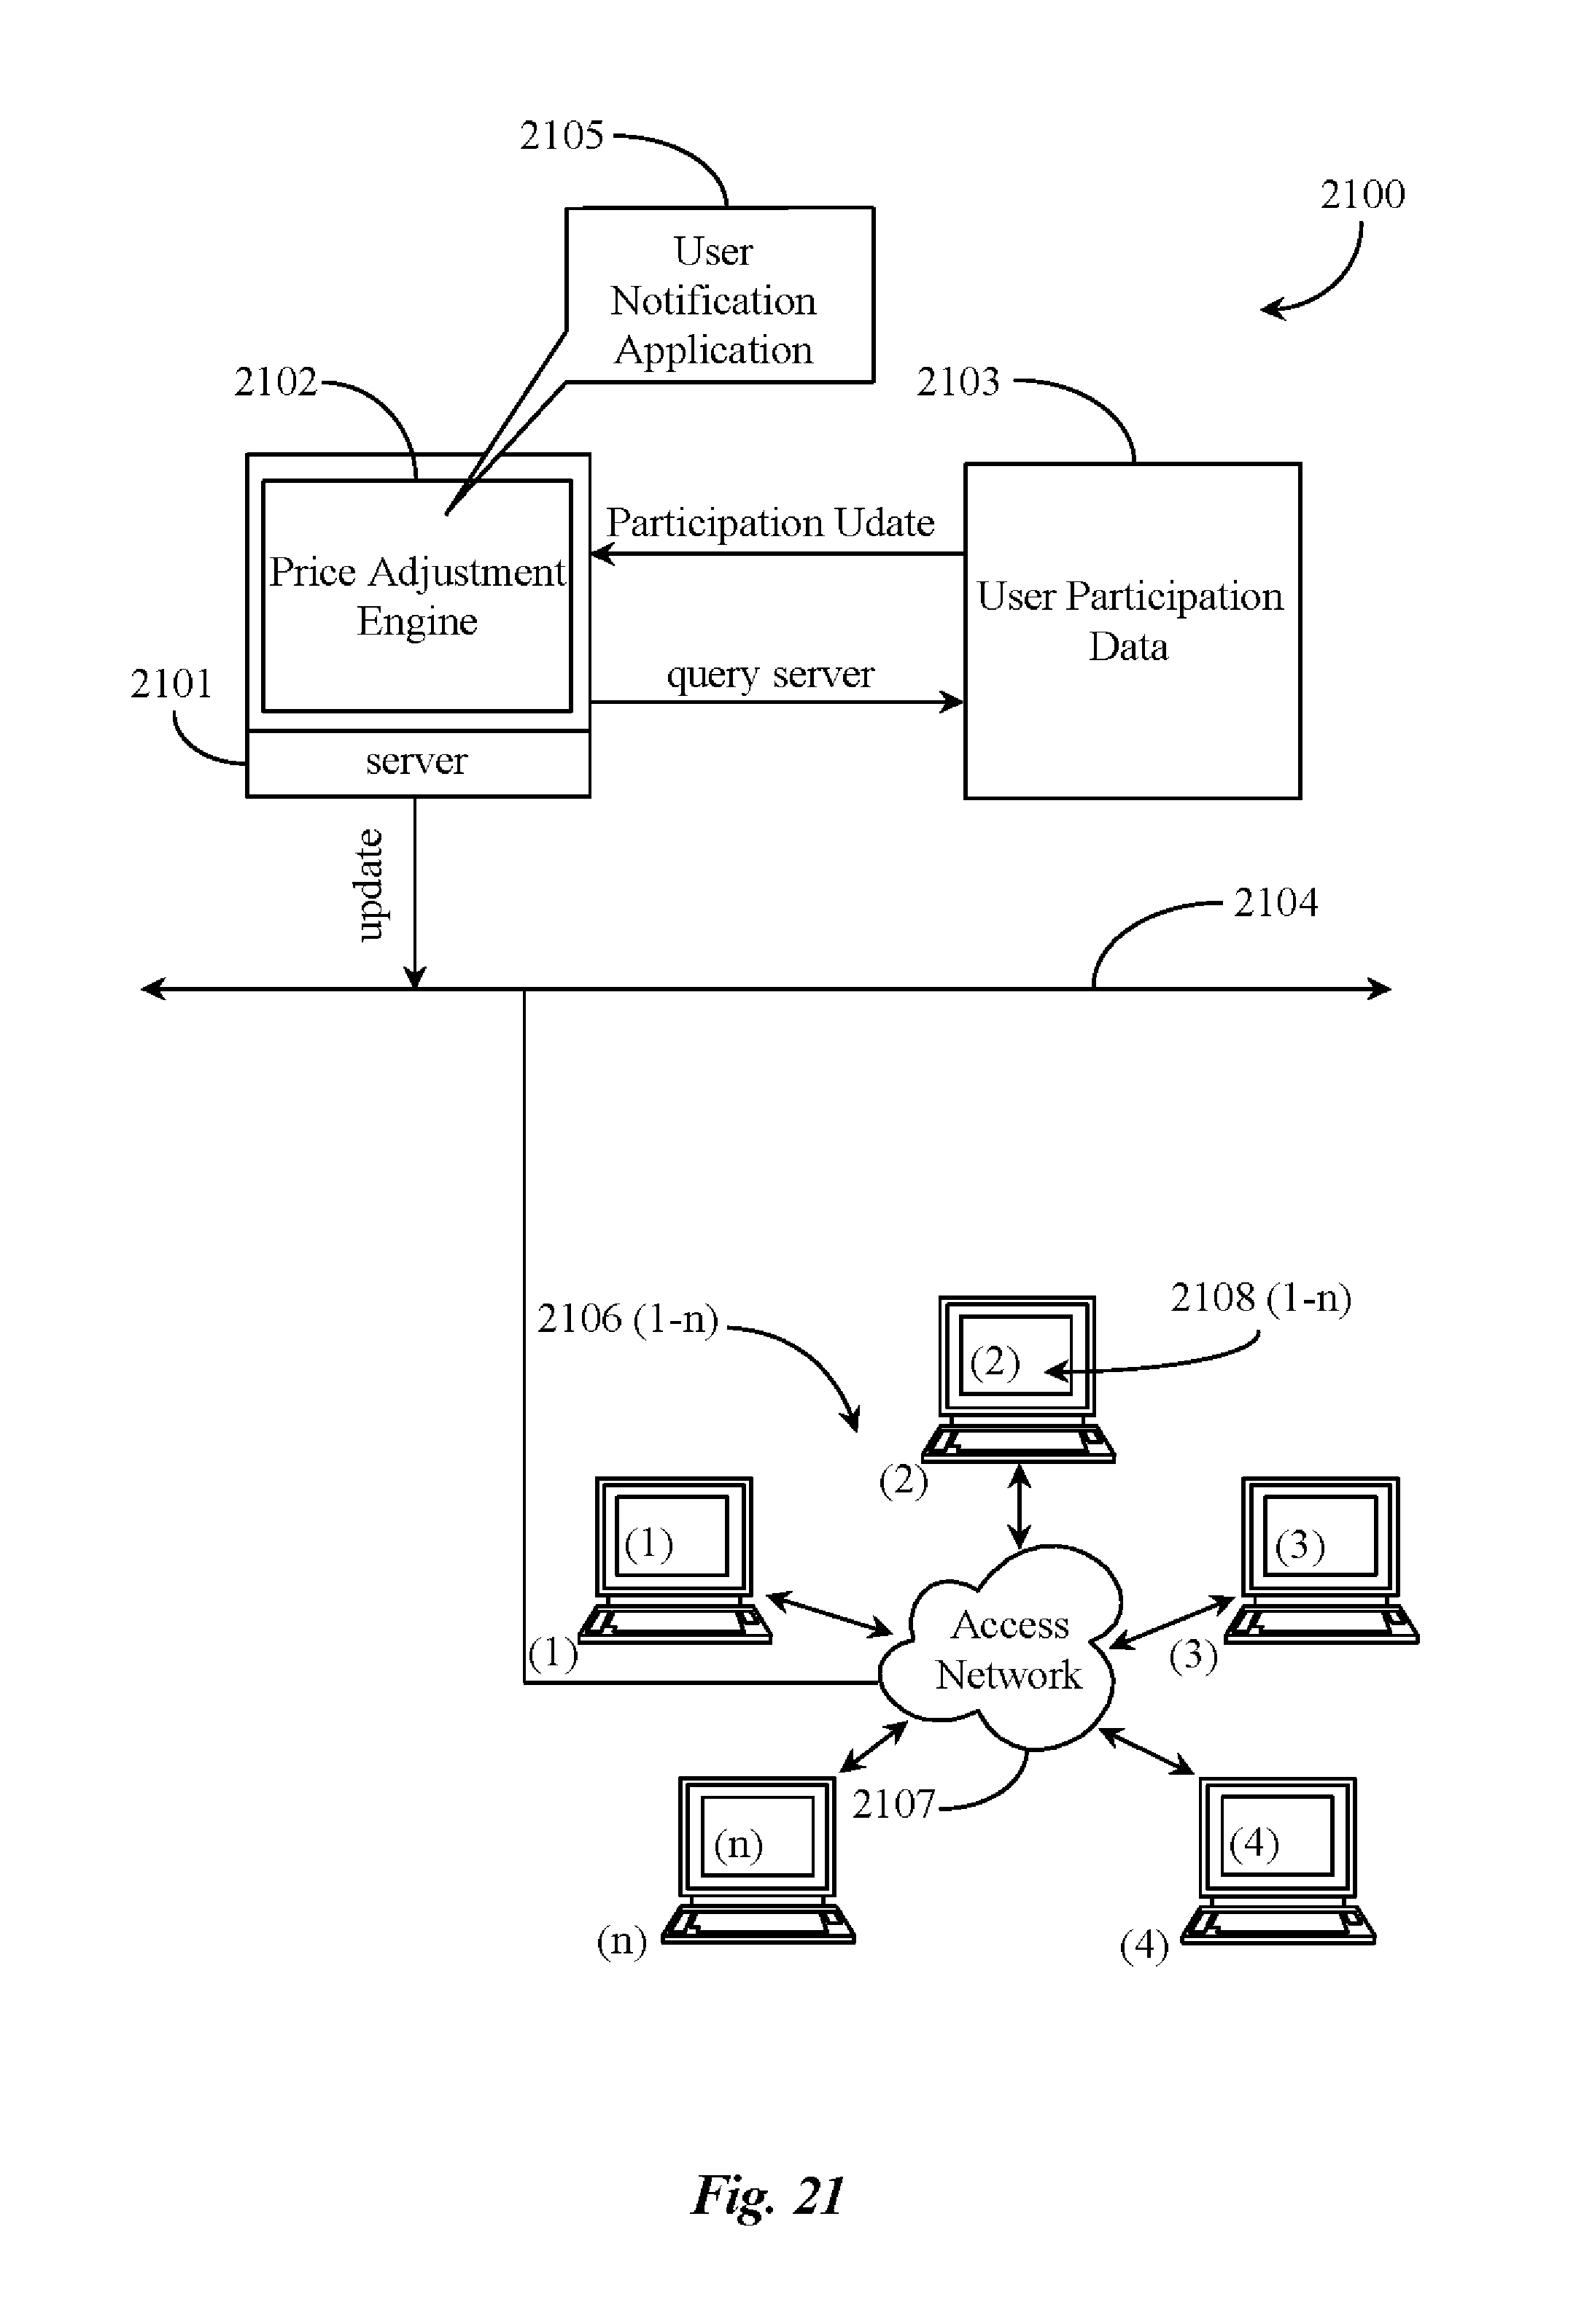 2105
2100
User
Notification
Application
2102
2103
Participation Udate
Price Adjustment
Engine
User Participation
Data
query server
2101
server
update
2104
2106 (1-n)
2108 (1-n)
(2)
(2)
(1)
(3)
Access
Network
(1)
(3)
2107
(n)
(4)
(n)
(4)
Fig. 21